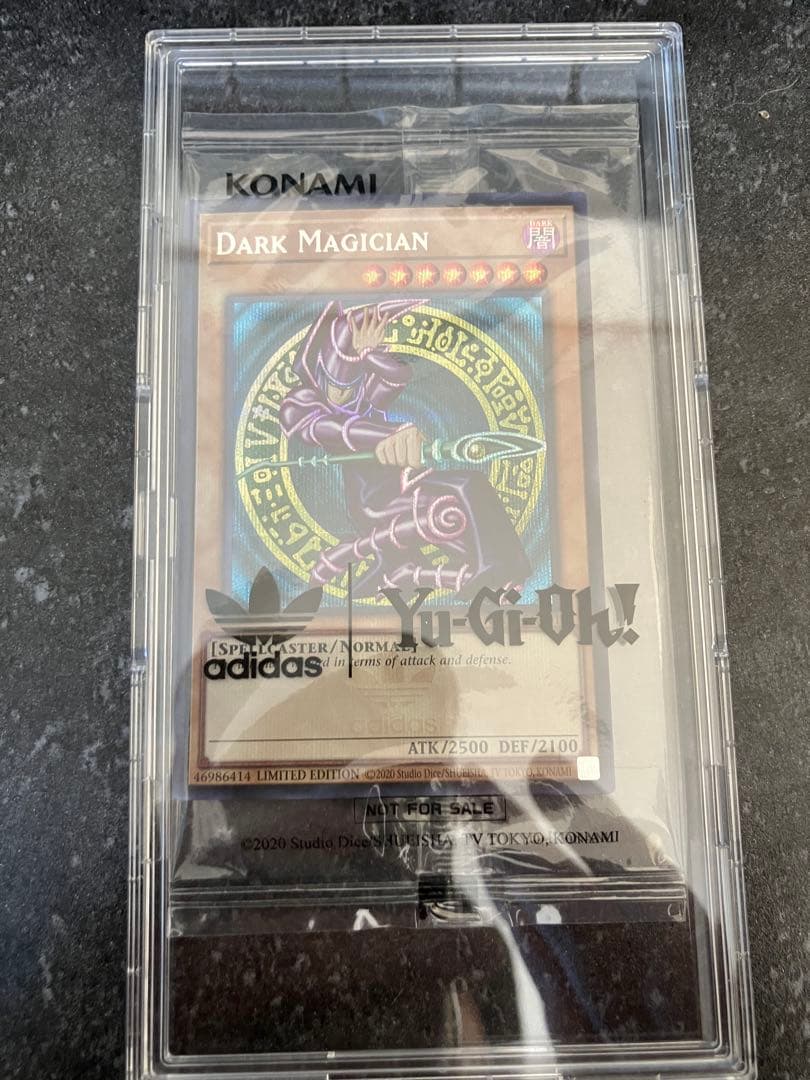 KONAMI
DARK MAGICIAN
DARK
闇
adidas
Yu-Gi-Oh!
[SPELLCASTER/NORMAL]
in terms of attack and defense.
adidas
ATK/2500 DEF/2100
46986414 LIMITED EDITION ©2020 Studio Dice/SHUEISHA, TV TOKYO, KONAMI
NOT FOR SALE
©2020 Studio Dice/SHUEISHA, TV TOKYO, KONAMI